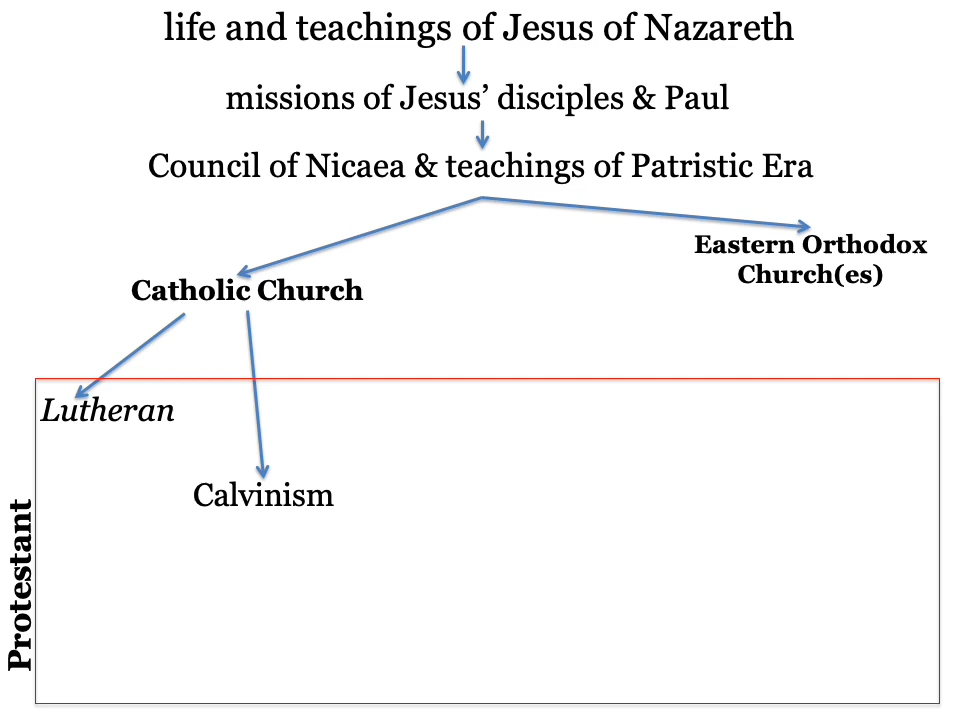 life and teachings of Jesus of Nazareth
missions of Jesus’ disciples & Paul
Council of Nicaea & teachings of Patristic Era
Eastern Orthodox
Church(es)
Catholic Church
Lutheran
Calvinism
Protestant